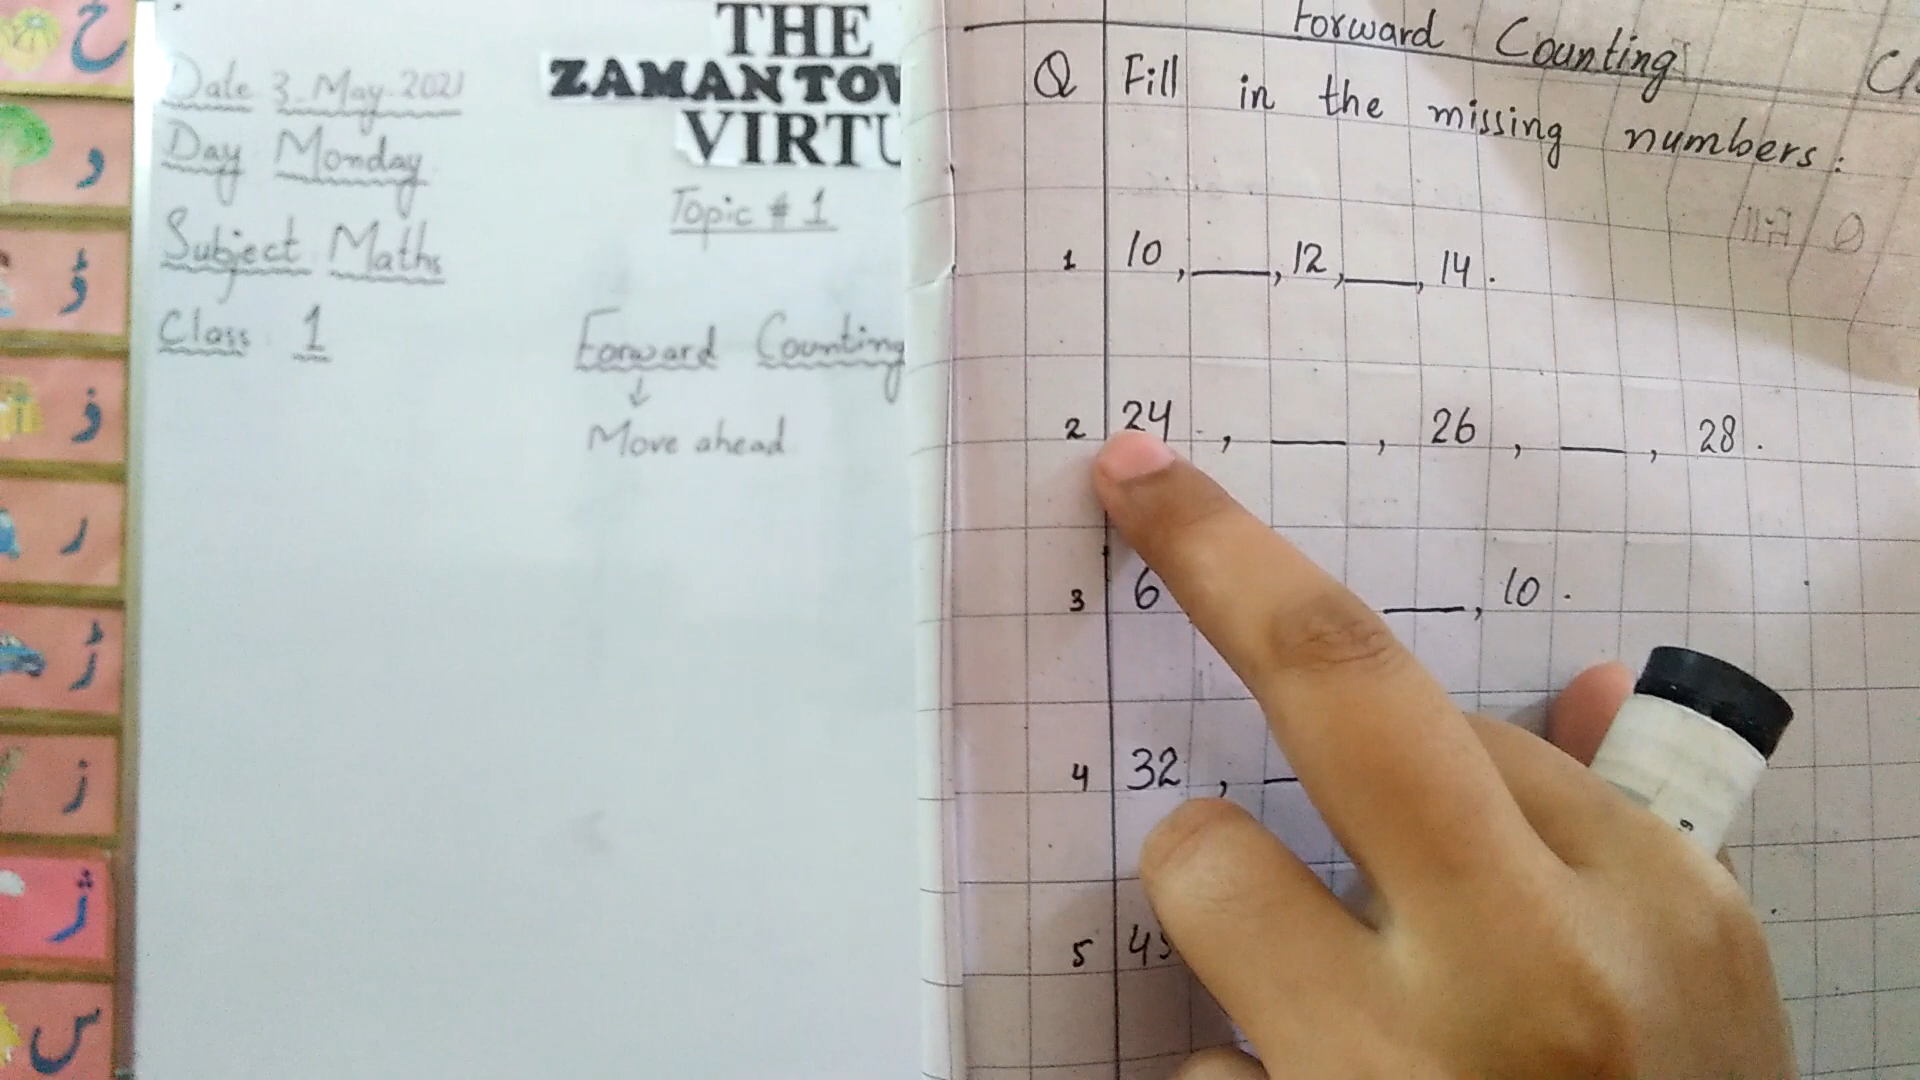 خ
د
ڈ
ذ
ر
ڑ
ز
ژ
س
Date 3-May-2021
Day Monday
Subject Maths
Class 1
THE
ZAMAN
VIRTU
Topic # 1
Forward Counting
↓
Move ahead
Forward Counting
Q Fill in the missing numbers:
1 10, ___, 12, ___, 14.
2 24, ___, 26, ___, 28.
3 6 ___, 10.
4 32, _
5 4